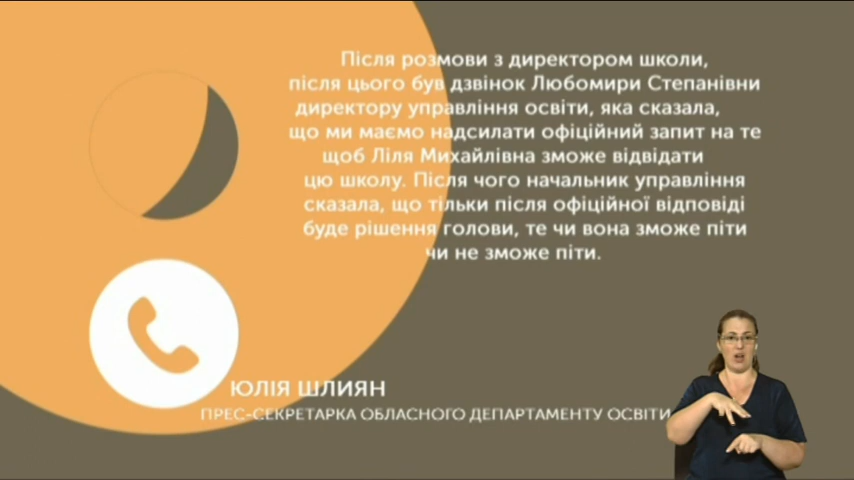 Після розмови з директором школи,
після цього був дзвінок Любомири Степанівни
директору управління освіти, яка сказала,
що ми маємо надсилати офіційний запит на те
щоб Ліля Михайлівна зможе відвідати
цю школу. Після чого начальник управління
сказала, що тільки після офіційної відповіді
буде рішення голови, те чи вона зможе піти
чи не зможе піти.
ЮЛІЯ ШЛИЯН
ПРЕС-СЕКРЕТАРКА ОБЛАСНОГО ДЕПАРТАМЕНТУ ОСВІТИ